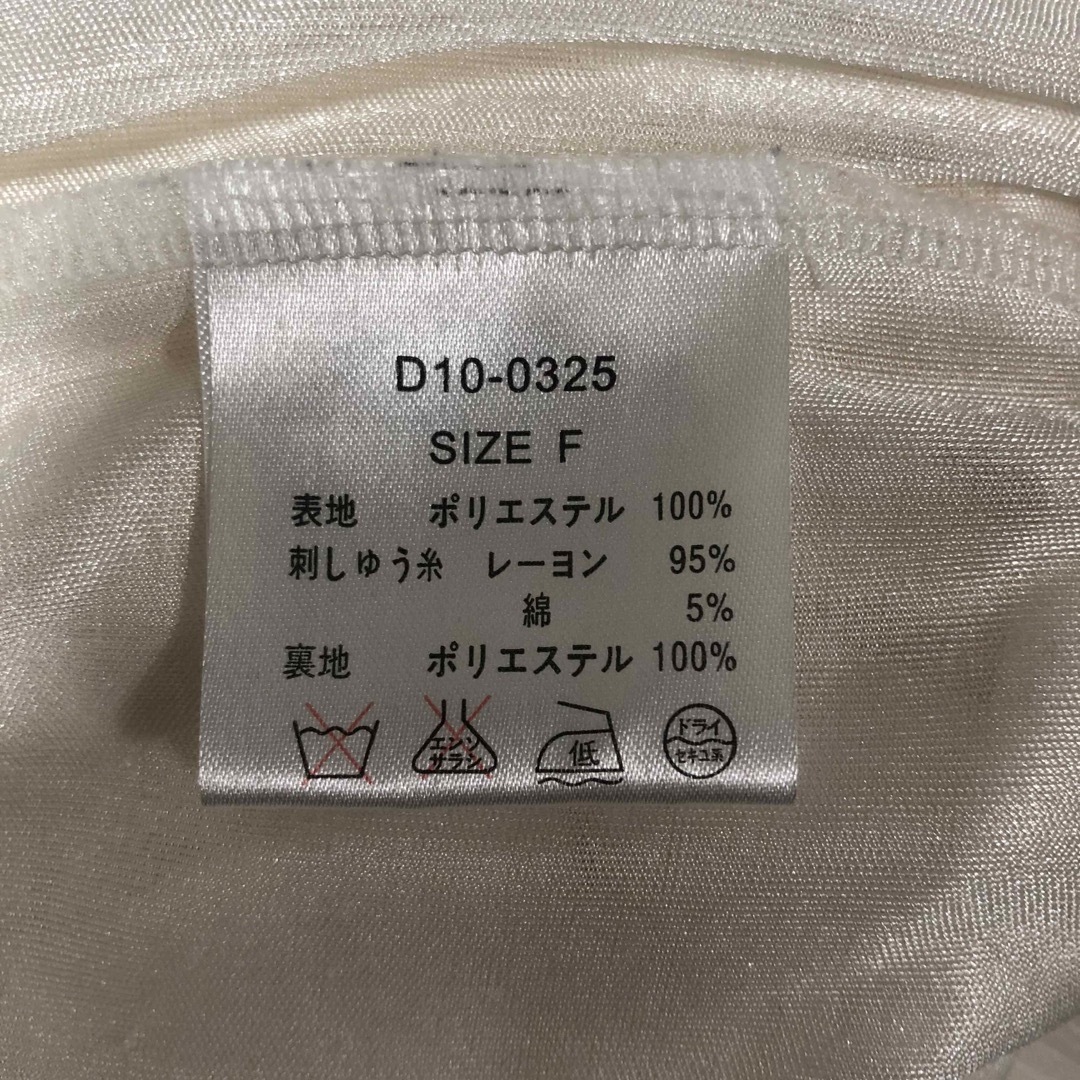 D10-0325
SIZE F
表地 ポリエステル 100%
刺しゅう糸 レーヨン 95%
綿 5%
裏地 ポリエステル 100%
エンソ サラシ 低 ドライ セキユ系